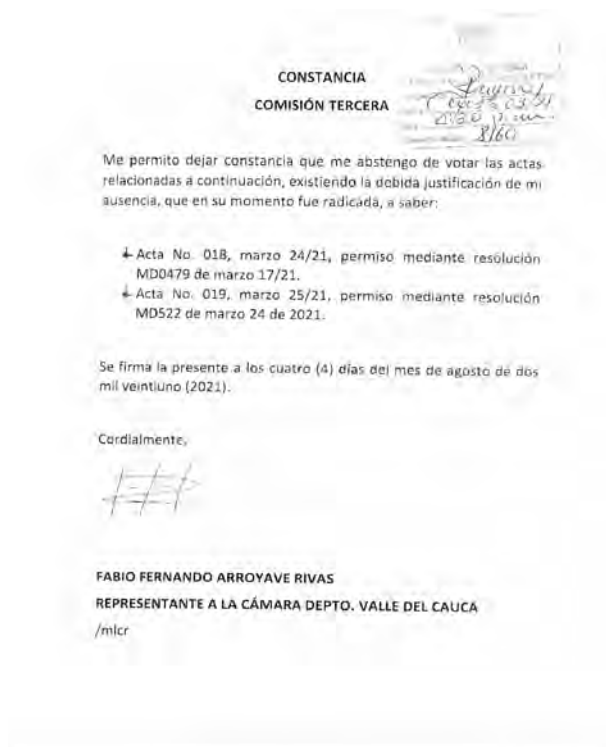 CONSTANCIA
COMISIÓN TERCERA
8160
Me permito dejar constancia que me abstengo de votar las actas
relacionadas a continuación, existiendo la debida justificación de mi
ausencia, que en su momento fue radicada, a saber:
Acta No. 018, marzo 24/21, permiso mediante resolución
MD0479 de marzo 17/21.
Acta No. 019, marzo 25/21, permiso mediante resolución
MD522 de marzo 24 de 2021.
Se firma la presente a los cuatro (4) días del mes de agosto de dos
mil veintiuno (2021).
Cordialmente,
FABIO FERNANDO ARROYAVE RIVAS
REPRESENTANTE A LA CÁMARA DEPTO. VALLE DEL CAUCA
/mlcr